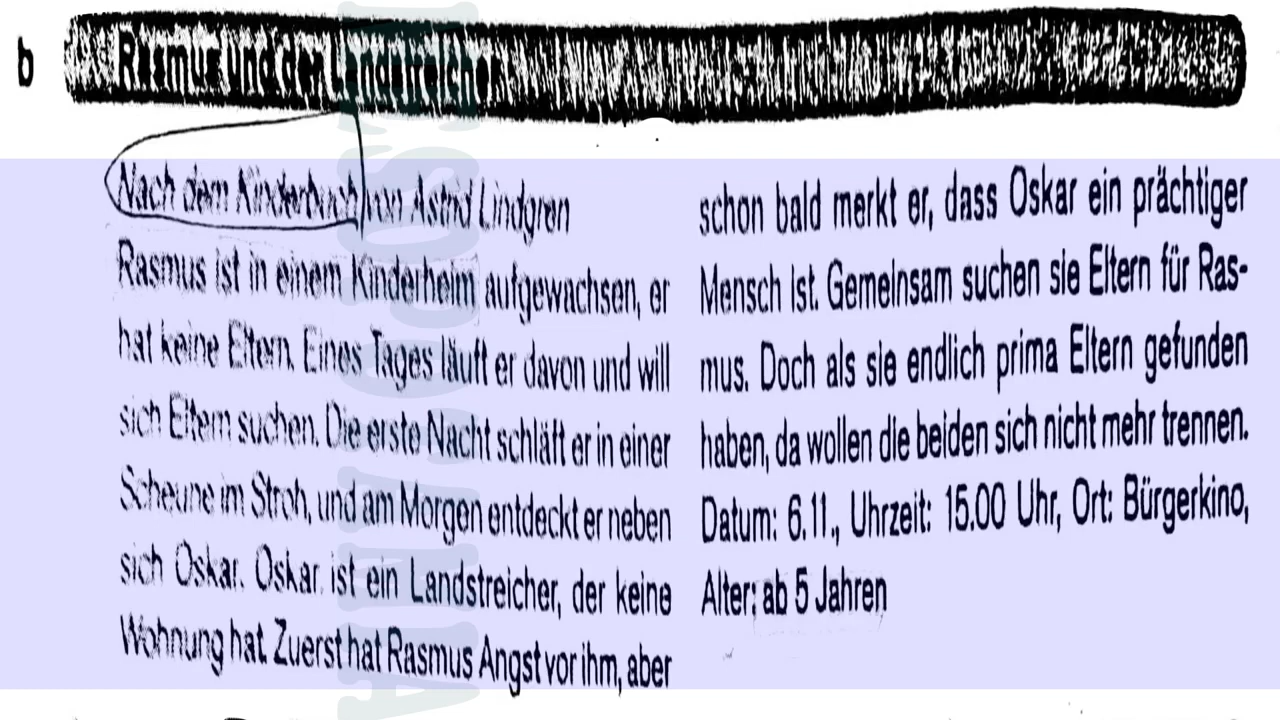 b
Rasmus und der Landstreicher
Nach dem Kinderbuch von Astrid Lindgren
Rasmus ist in einem Kinderheim aufgewachsen, er
hat keine Eltern. Eines Tages läuft er davon und will
sich Eltern suchen. Die erste Nacht schläft er in einer
Scheune im Stroh, und am Morgen entdeckt er neben
sich Oskar. Oskar ist ein Landstreicher, der keine
Wohnung hat. Zuerst hat Rasmus Angst vor ihm, aber
schon bald merkt er, dass Oskar ein prächtiger
Mensch ist. Gemeinsam suchen sie Eltern für Ras-
mus. Doch als sie endlich prima Eltern gefunden
haben, da wollen die beiden sich nicht mehr trennen.
Datum: 6.11., Uhrzeit: 15.00 Uhr, Ort: Bürgerkino,
Alter: ab 5 Jahren